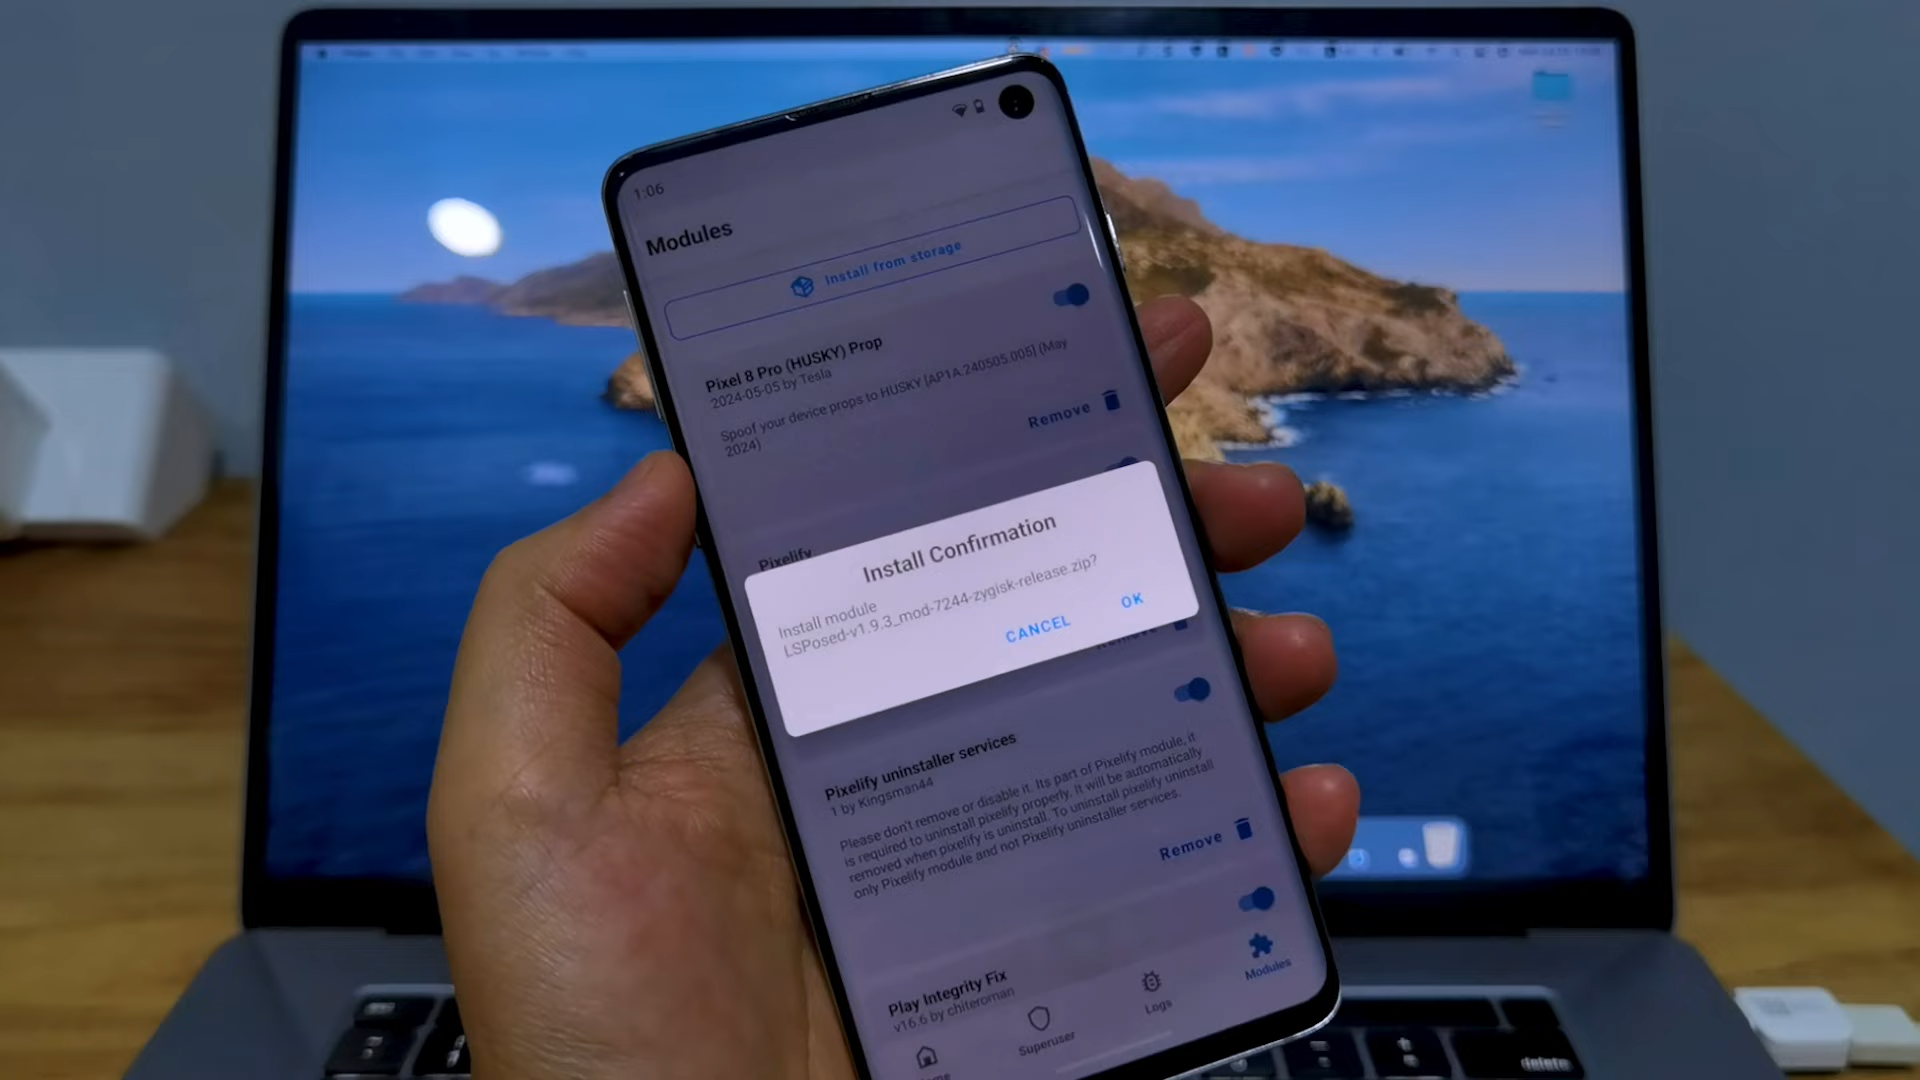 1:06
Modules
Install from storage
Pixel 8 Pro (HUSKY) Prop
2024-05-05 by Tesla
Spoof your device props to HUSKY [AP1A.240505.005] (May
2024)
Remove
Pixelify
Install Confirmation
Install module
LSPosed-v1.9.3_mod-7244-zygisk-release.zip?
CANCEL
OK
Remove
Pixelify uninstaller services
1 by Kingsman44
Please don't remove or disable it. Its part of Pixelify module, it
is required to uninstall pixelify properly. It will be automatically
removed when pixelify is uninstall. To uninstall pixelify uninstall
only Pixelify module and not Pixelify uninstaller services.
Remove
Play Integrity Fix
v16.6 by chiteroman
Superuser
Logs
Modules
delete